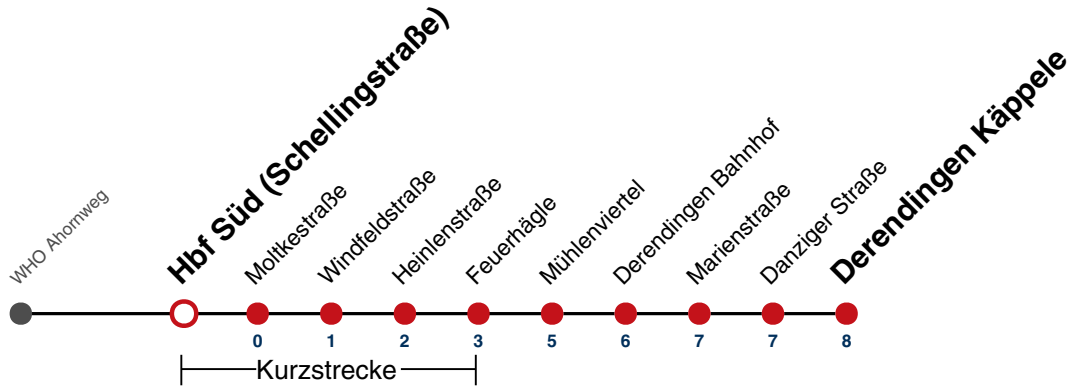 WHO Ahornweg
Hbf Süd (Schellingstraße)
Moltkestraße
Windfeldstraße
Heinlenstraße
Feuerhägle
Mühlenviertel
Derendingen Bahnhof
Marienstraße
Danziger Straße
Derendingen Käppele
0 1 2 3 5 6 7 7 8
Kurzstrecke